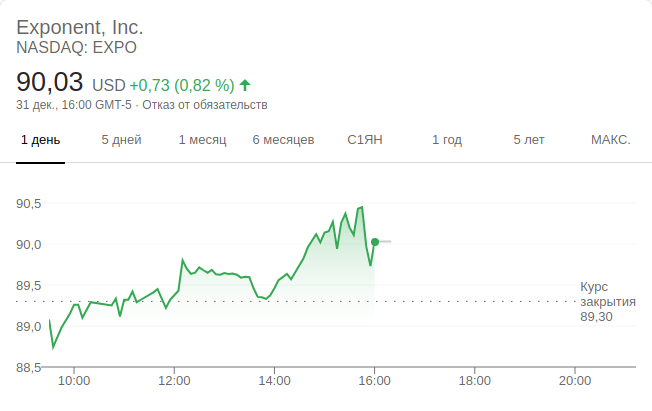 Exponent, Inc.
NASDAQ: EXPO
90,03 USD +0,73 (0,82 %)
31 дек., 16:00 GMT-5 · Отказ от обязательств
1 день 5 дней 1 месяц 6 месяцев С1ЯН 1 год 5 лет МАКС.
90,5
90,0
89,5
Курс
закрытия
89,30
89,0
88,5
10:00 12:00 14:00 16:00 18:00 20:00